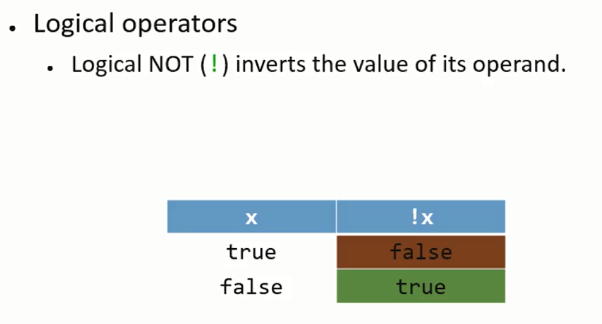 • Logical operators
• Logical NOT (!) inverts the value of its operand.
x !x
true false
false true